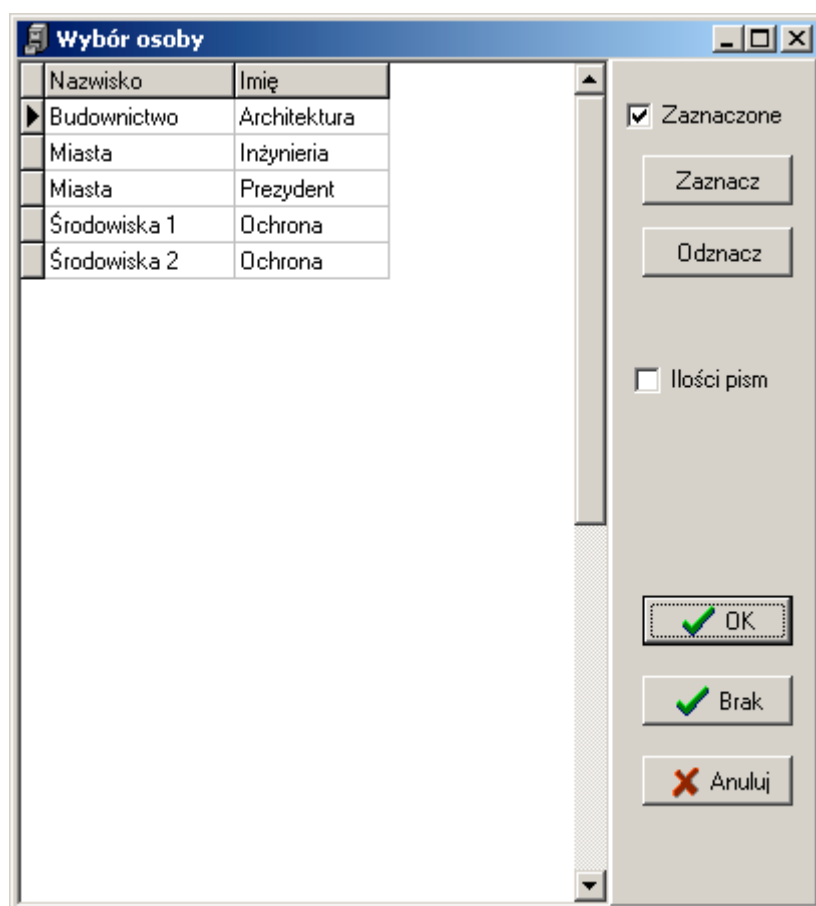 Wybór osoby
Nazwisko Imię
Budownictwo Architektura
Miasta Inżynieria
Miasta Prezydent
Środowiska 1 Ochrona
Środowiska 2 Ochrona
Zaznaczone
Zaznacz
Odznacz
Ilości pism
OK
Brak
Anuluj